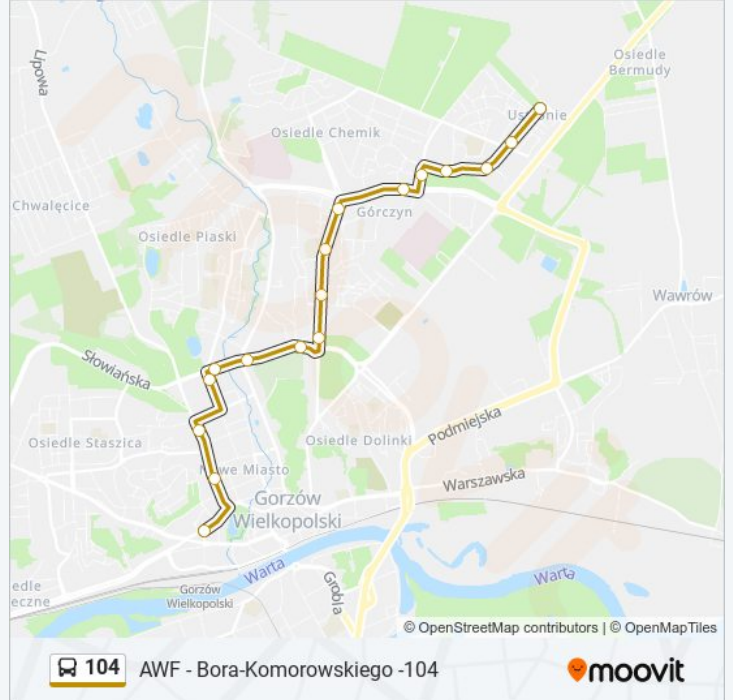 Lipowa
Osiedle
Bermudy
Osiedle Chemik
Chwalęcice
Górczyn
Osiedle Piaski
Wawrów
Słowiańska
Osiedle Staszica
Osiedle Dolinki
Podmiejska
Nowe Miasto
Warszawska
Gorzów
Wielkopolski
Warta
Warta
Grobla
edle
eczne
Gorzów
Wielkopolski
© OpenStreetMap contributors | © OpenMapTiles
104 AWF - Bora-Komorowskiego -104
moovit